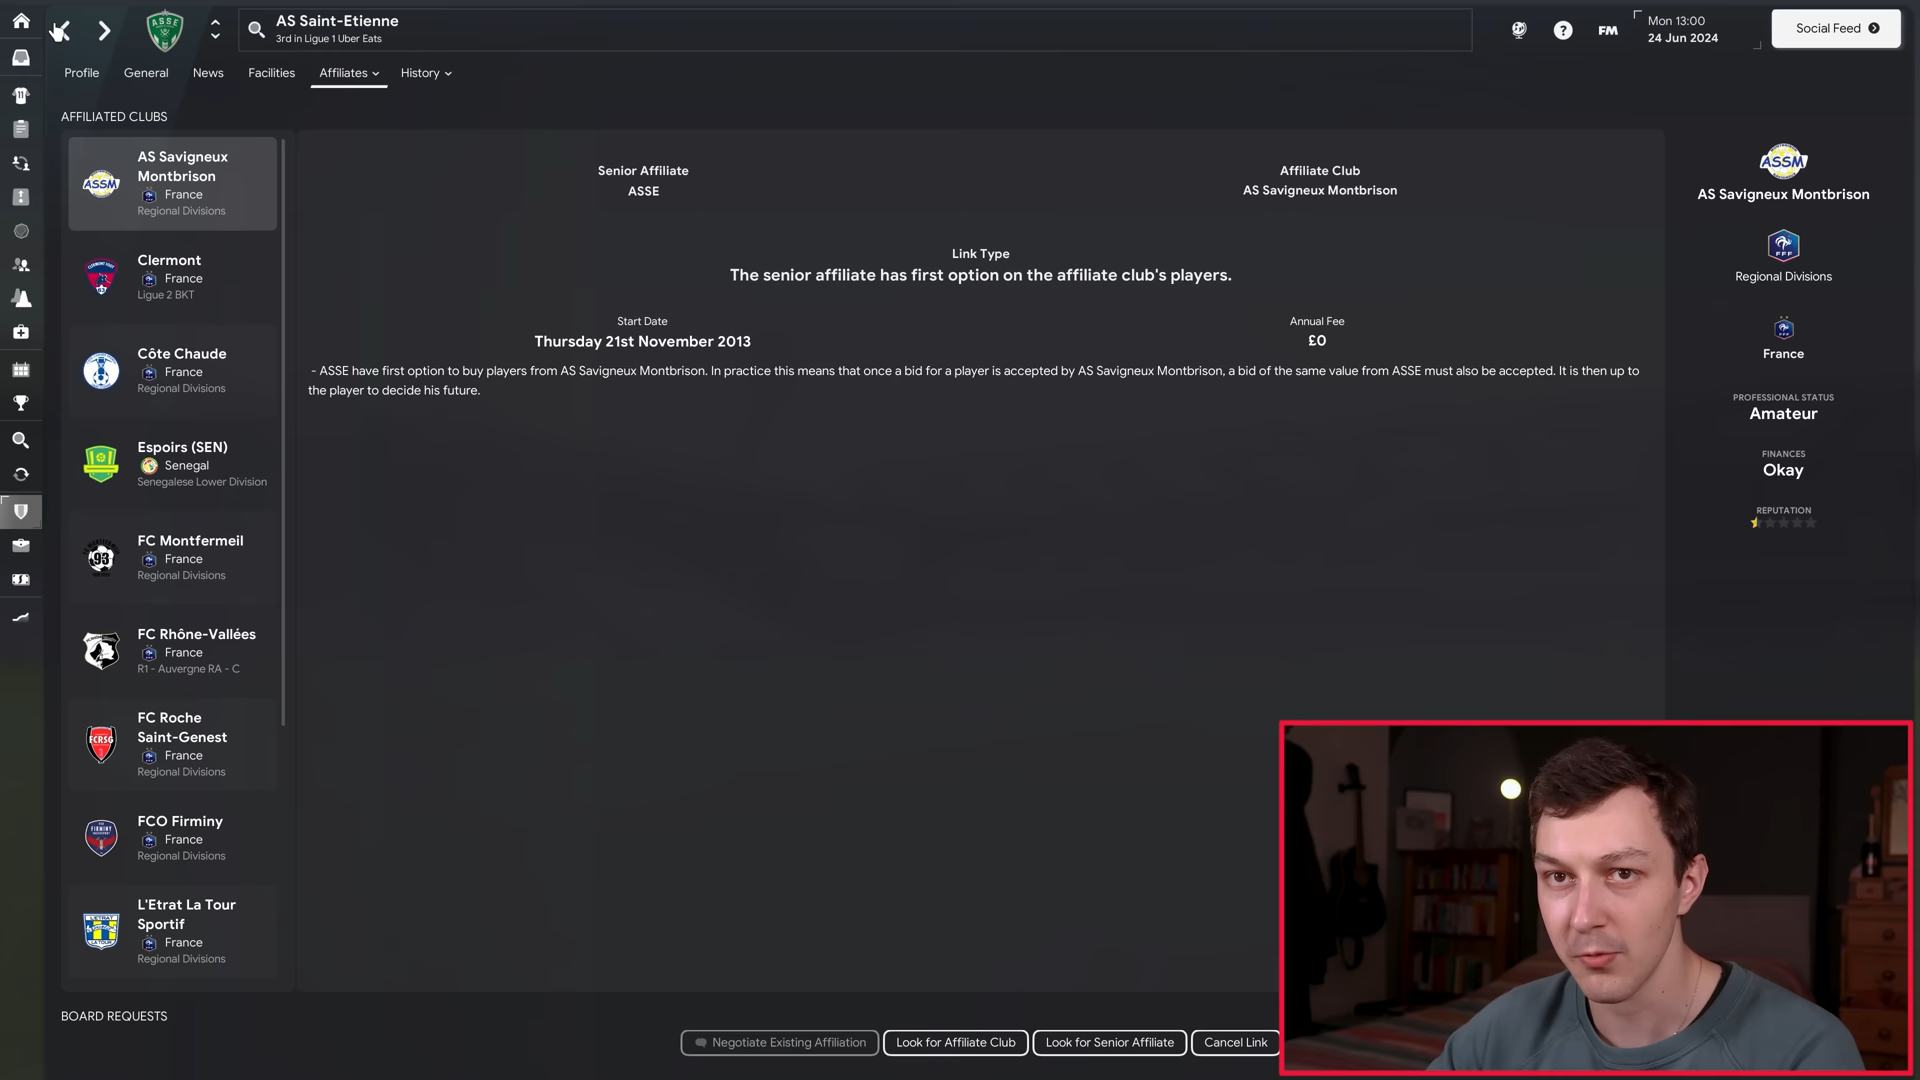 AS Saint-Etienne
3rd in Ligue 1 Uber Eats
FM
Mon 13:00
24 Jun 2024
Social Feed
Profile
General
News
Facilities
Affiliates
History
AFFILIATED CLUBS
AS Savigneux
Montbrison
France
Regional Divisions
Clermont
France
Ligue 2 BKT
Côte Chaude
France
Regional Divisions
Espoirs (SEN)
Senegal
Senegalese Lower Division
FC Montfermeil
France
Regional Divisions
FC Rhône-Vallées
France
R1 - Auvergne RA - C
FC Roche
Saint-Genest
France
Regional Divisions
FCO Firminy
France
Regional Divisions
L'Etrat La Tour
Sportif
France
Regional Divisions
Senior Affiliate
ASSE
Affiliate Club
AS Savigneux Montbrison
Link Type
The senior affiliate has first option on the affiliate club's players.
Start Date
Thursday 21st November 2013
Annual Fee
£0
- ASSE have first option to buy players from AS Savigneux Montbrison. In practice this means that once a bid for a player is accepted by AS Savigneux Montbrison, a bid of the same value from ASSE must also be accepted. It is then up to
the player to decide his future.
ASSM
AS Savigneux Montbrison
FFF
Regional Divisions
France
PROFESSIONAL STATUS
Amateur
FINANCES
Okay
REPUTATION
BOARD REQUESTS
Negotiate Existing Affiliation
Look for Affiliate Club
Look for Senior Affiliate
Cancel Link